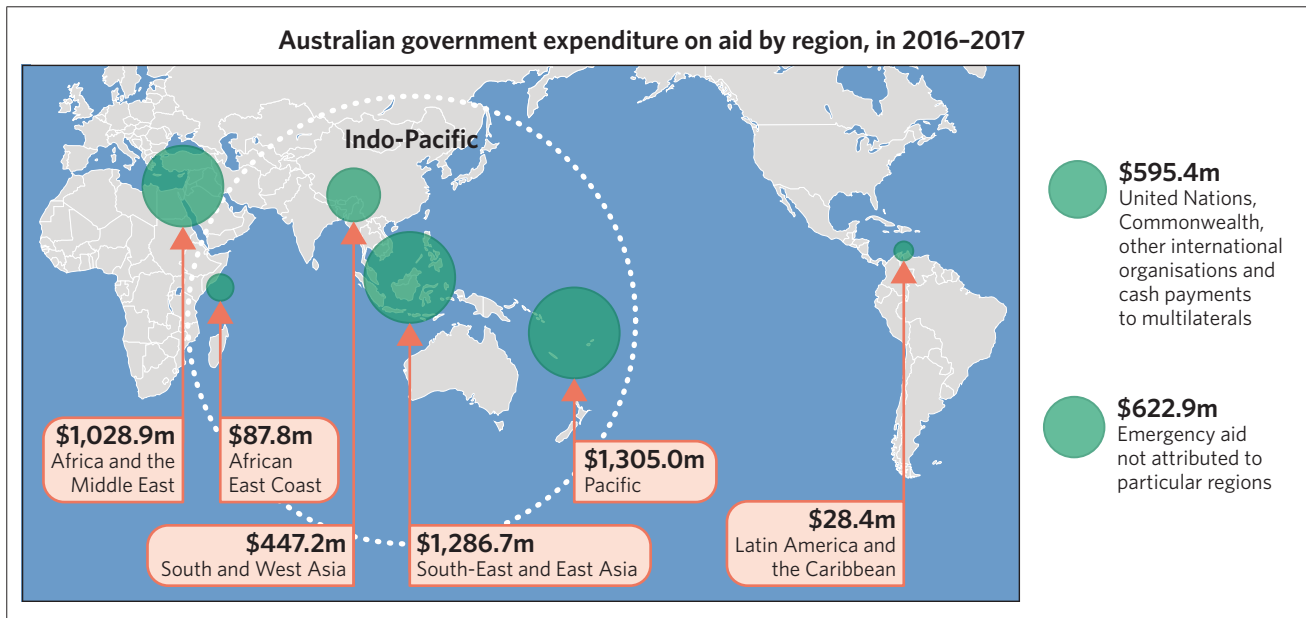 Australian government expenditure on aid by region, in 2016–2017
Indo-Pacific
$1,028.9m
Africa and the
Middle East
$87.8m
African
East Coast
$447.2m
South and West Asia
$1,286.7m
South-East and East Asia
$1,305.0m
Pacific
$28.4m
Latin America and
the Caribbean
$595.4m
United Nations,
Commonwealth,
other international
organisations and
cash payments
to multilaterals
$622.9m
Emergency aid
not attributed to
particular regions